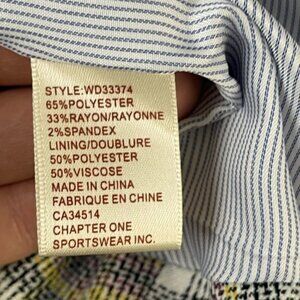 STYLE:WD33374
65%POLYESTER
33%RAYON/RAYONNE
2%SPANDEX
LINING/DOUBLURE
50%POLYESTER
50%VISCOSE
MADE IN CHINA
FABRIQUE EN CHINE
CA34514
CHAPTER ONE
SPORTSWEAR INC.